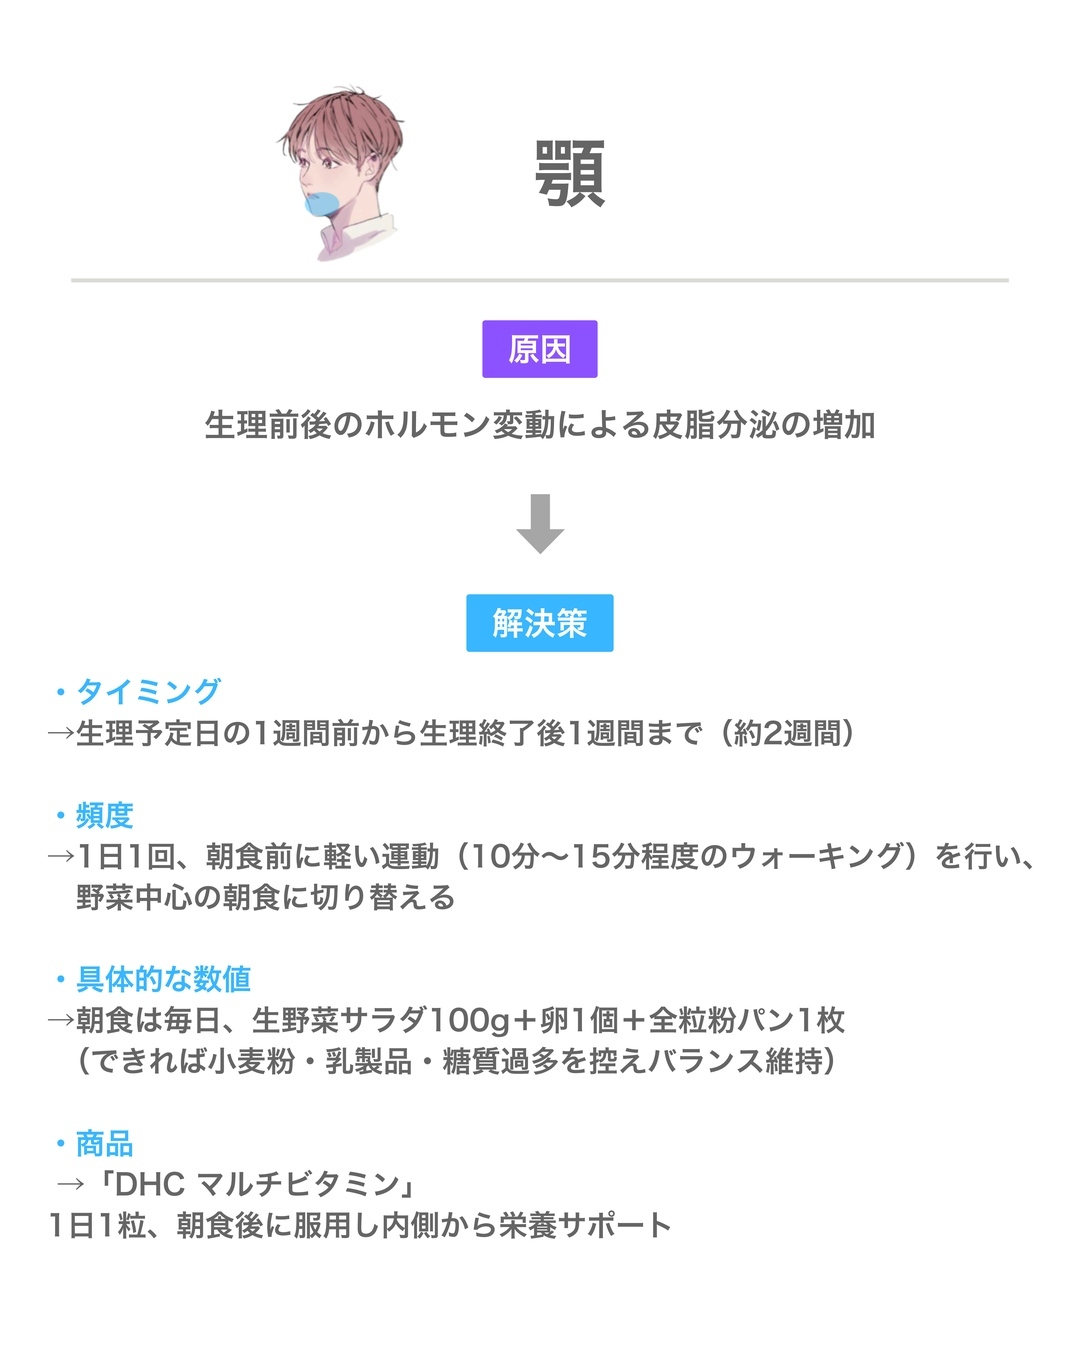 顎
原因
生理前後のホルモン変動による皮脂分泌の増加
解決策
・タイミング
→生理予定日の1週間前から生理終了後1週間まで（約2週間）
・頻度
→1日1回、朝食前に軽い運動（10分〜15分程度のウォーキング）を行い、
野菜中心の朝食に切り替える
・具体的な数値
→朝食は毎日、生野菜サラダ100g＋卵1個＋全粒粉パン1枚
（できれば小麦粉・乳製品・糖質過多を控えバランス維持）
・商品
→「DHC マルチビタミン」
1日1粒、朝食後に服用し内側から栄養サポート